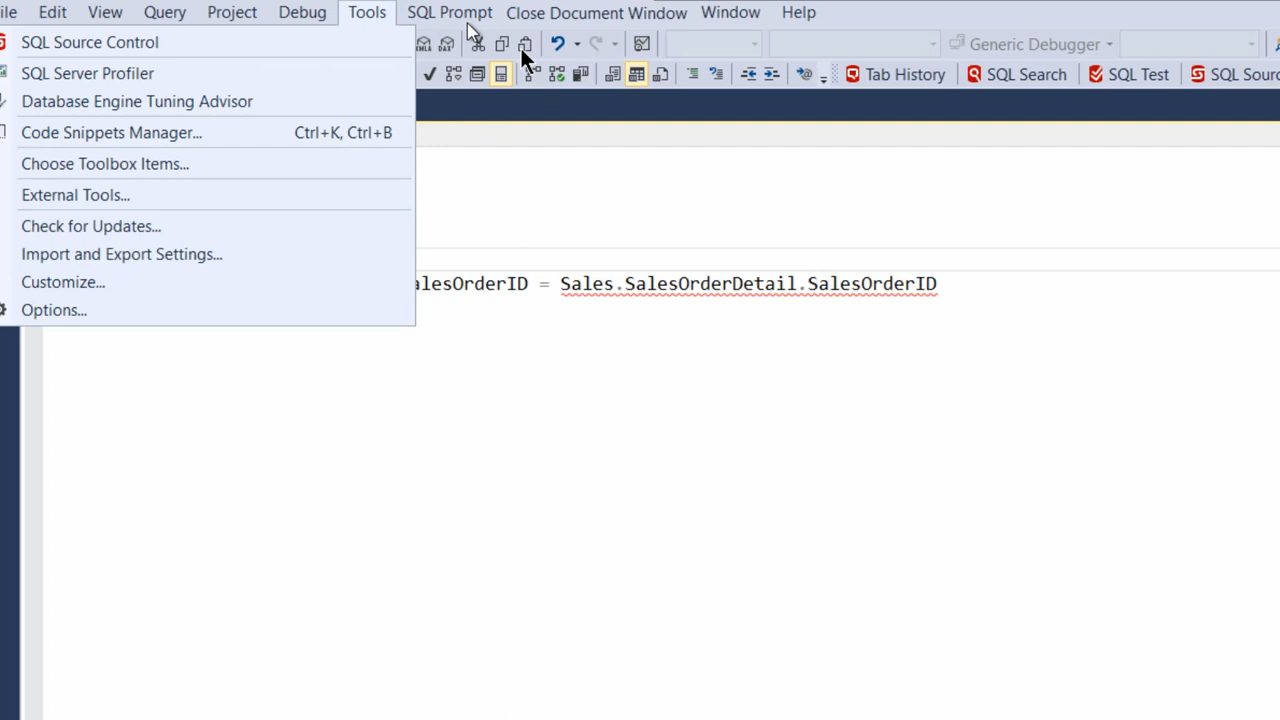 ile Edit View Query Project Debug Tools SQL Prompt Close Document Window Window Help
SQL Source Control
Generic Debugger
SQL Server Profiler
Tab History SQL Search SQL Test SQL Sourc
Database Engine Tuning Advisor
Code Snippets Manager... Ctrl+K, Ctrl+B
Choose Toolbox Items...
External Tools...
Check for Updates...
Import and Export Settings...
Customize...
alesOrderID = Sales.SalesOrderDetail.SalesOrderID
Options...